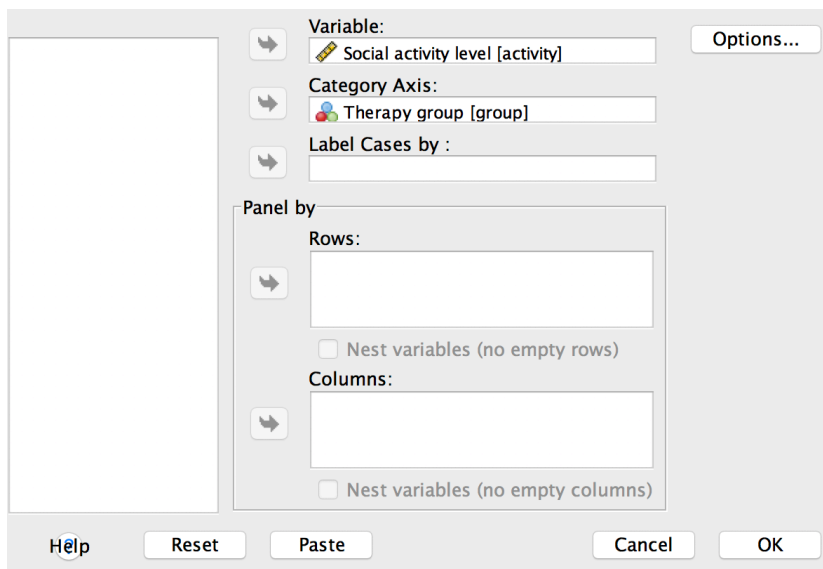 Variable:
Options...
Social activity level [activity]
Category Axis:
Therapy group [group]
Label Cases by :
Panel by
Rows:
Nest variables (no empty rows)
Columns:
Nest variables (no empty columns)
Help Reset Paste Cancel OK